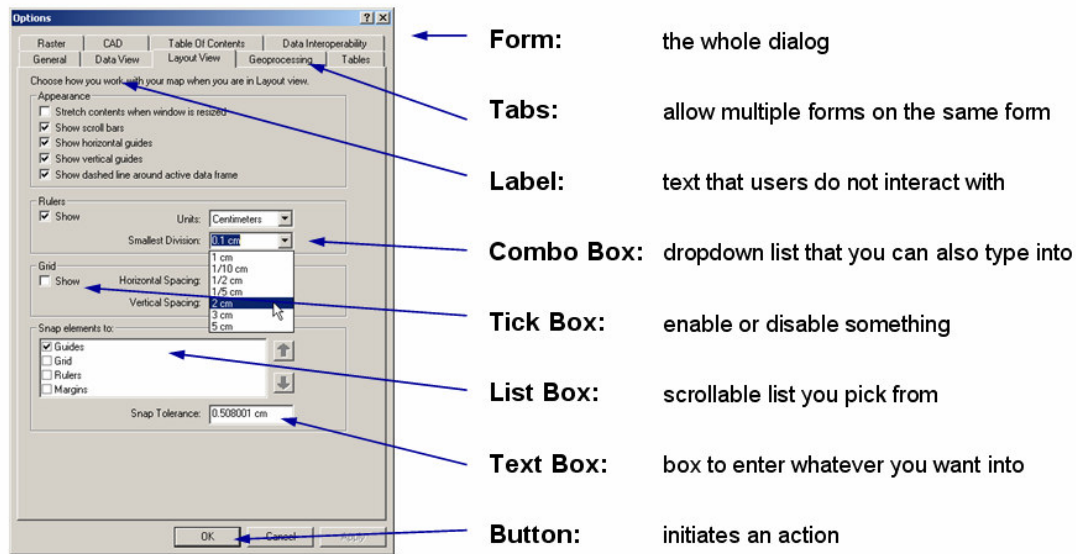 Options
Raster CAD Table Of Contents Data Interoperability
General Data View Layout View Geoprocessing Tables
Choose how you work with your map when you are in Layout view.
Appearance
Stretch contents when window is resized
Show scroll bars
Show horizontal guides
Show vertical guides
Show dashed line around active data frame
Rulers
Show Units: Centimeters
Smallest Division: 0.1 cm
1 cm
1/10 cm
1/2 cm
1/5 cm
2 cm
3 cm
5 cm
Grid
Show Horizontal Spacing:
Vertical Spacing:
Snap elements to:
Guides
Grid
Rulers
Margins
Snap Tolerance: 0.508001 cm
OK Cancel Apply
Form: the whole dialog
Tabs: allow multiple forms on the same form
Label: text that users do not interact with
Combo Box: dropdown list that you can also type into
Tick Box: enable or disable something
List Box: scrollable list you pick from
Text Box: box to enter whatever you want into
Button: initiates an action